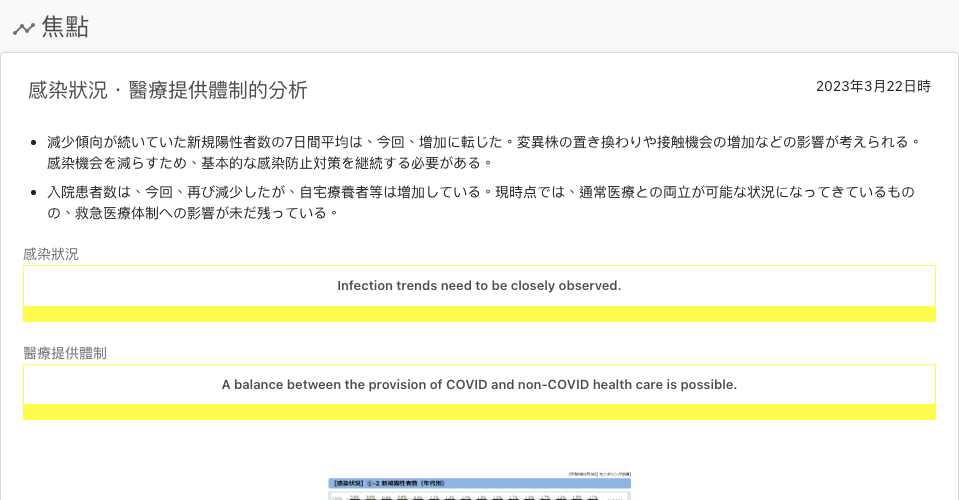 焦點
感染狀況・醫療提供體制的分析
2023年3月22日時
減少傾向が続いていた新規陽性者数の7日間平均は、今回、増加に転じた。変異株の置き換わりや接触機会の増加などの影響が考えられる。
感染機会を減らすため、基本的な感染防止対策を継続する必要がある。
入院患者数は、今回、再び減少したが、自宅療養者等は増加している。現時点では、通常医療との両立が可能な状況になってきているもの
の、救急医療体制への影響が未だ残っている。
感染狀況
Infection trends need to be closely observed.
醫療提供體制
A balance between the provision of COVID and non-COVID health care is possible.
【感染状況】①-2 新規陽性者数（年代別）